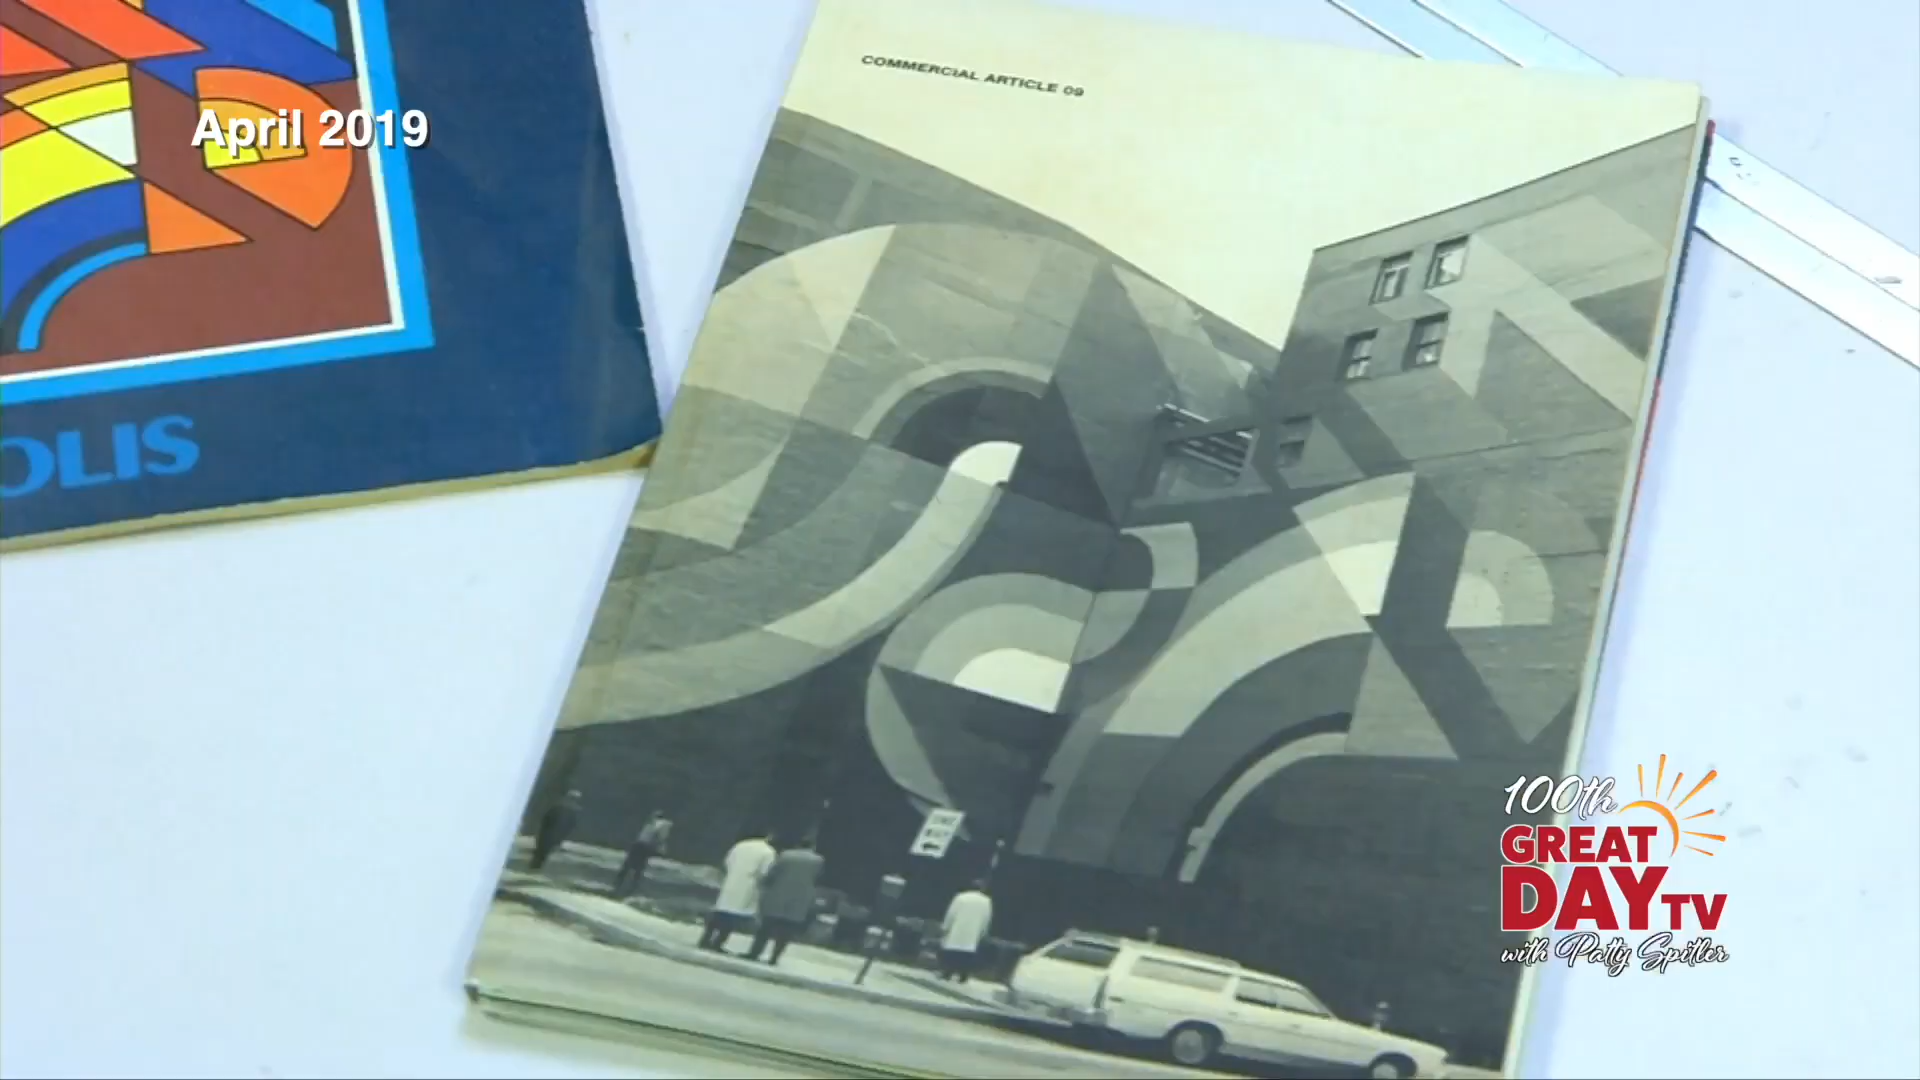 COMMERCIAL ARTICLE 09
April 2019
OLIS
ONE
WAY
100th
GREAT
DAY TV
with Patty Spitler